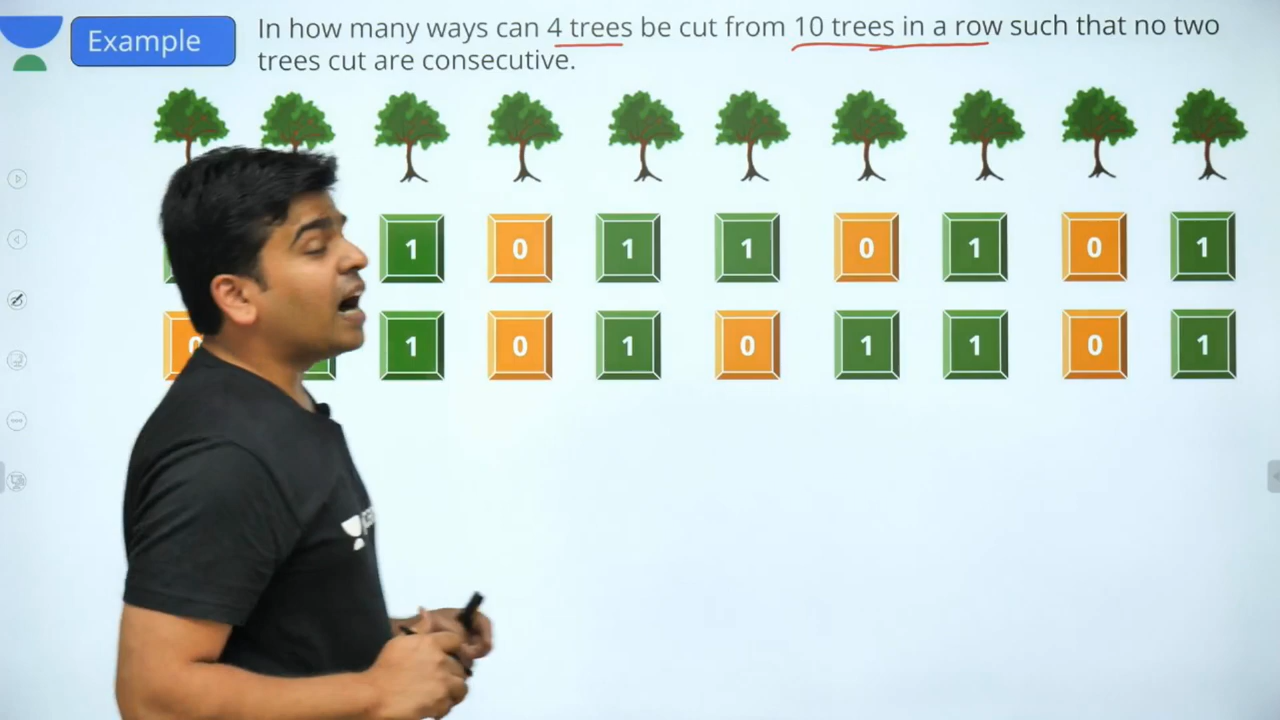 Example
In how many ways can 4 trees be cut from 10 trees in a row such that no two
trees cut are consecutive.
1 0 1 1 0 1 0 1
0 1 0 1 0 1 1 0 1